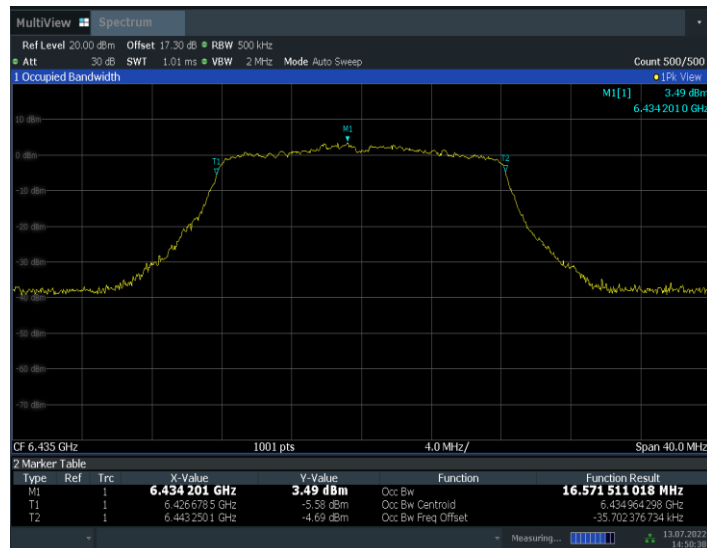 MultiView Spectrum
Ref Level 20.00 dBm Offset 17.30 dB RBW 500 kHz
Att 30 dB SWT 1.01 ms VBW 2 MHz Mode Auto Sweep Count 500/500
1 Occupied Bandwidth 1Pk View
M1[1] 3.49 dBm
6.434 201 0 GHz
10 dBm
M1
0 dBm
T1
T2
-10 dBm
-20 dBm
-30 dBm
-40 dBm
-50 dBm
-60 dBm
-70 dBm
CF 6.435 GHz 1001 pts 4.0 MHz/ Span 40.0 MHz
2 Marker Table
Type Ref Trc X-Value Y-Value Function Function Result
M1 1 6.434 201 GHz 3.49 dBm Occ Bw 16.571 511 018 MHz
T1 1 6.426 678 5 GHz -5.58 dBm Occ Bw Centroid 6.434 964 298 GHz
T2 1 6.443 250 1 GHz -4.69 dBm Occ Bw Freq Offset -35.702 376 734 kHz
Measuring... 13.07.2022
14:50:38